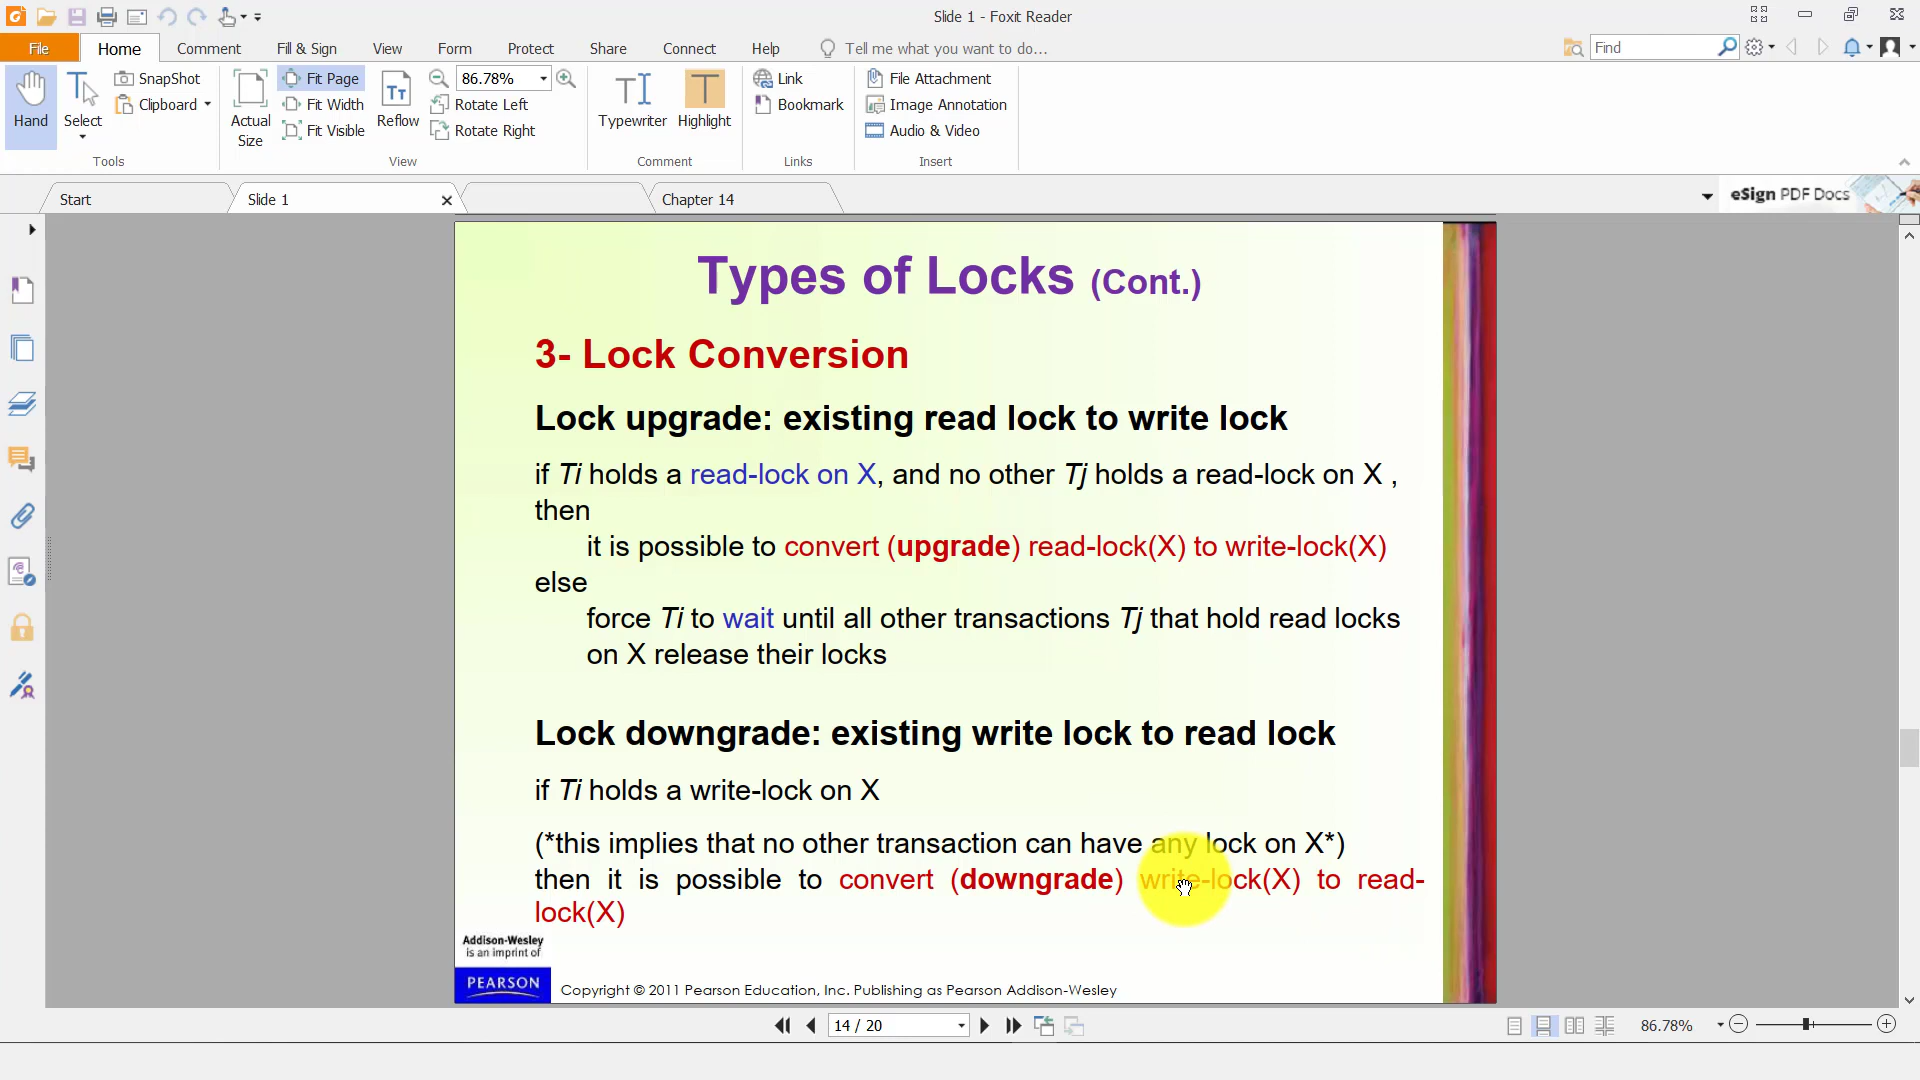 Slide 1 - Foxit Reader
File Home Comment Fill & Sign View Form Protect Share Connect Help Tell me what you want to do... Find
Hand Select SnapShot Clipboard Actual Size Fit Page Fit Width Fit Visible Reflow 86.78% Rotate Left Rotate Right Typewriter Highlight Link Bookmark File Attachment Image Annotation Audio & Video
Tools View Comment Links Insert
Start Slide 1 Chapter 14 eSign PDF Docs
Types of Locks (Cont.)
3- Lock Conversion
Lock upgrade: existing read lock to write lock
if Ti holds a read-lock on X, and no other Tj holds a read-lock on X ,
then
it is possible to convert (upgrade) read-lock(X) to write-lock(X)
else
force Ti to wait until all other transactions Tj that hold read locks
on X release their locks
Lock downgrade: existing write lock to read lock
if Ti holds a write-lock on X
(*this implies that no other transaction can have any lock on X*)
then it is possible to convert (downgrade) write-lock(X) to read-
lock(X)
Addison-Wesley
is an imprint of
PEARSON
Copyright © 2011 Pearson Education, Inc. Publishing as Pearson Addison-Wesley
14 / 20 86.78%